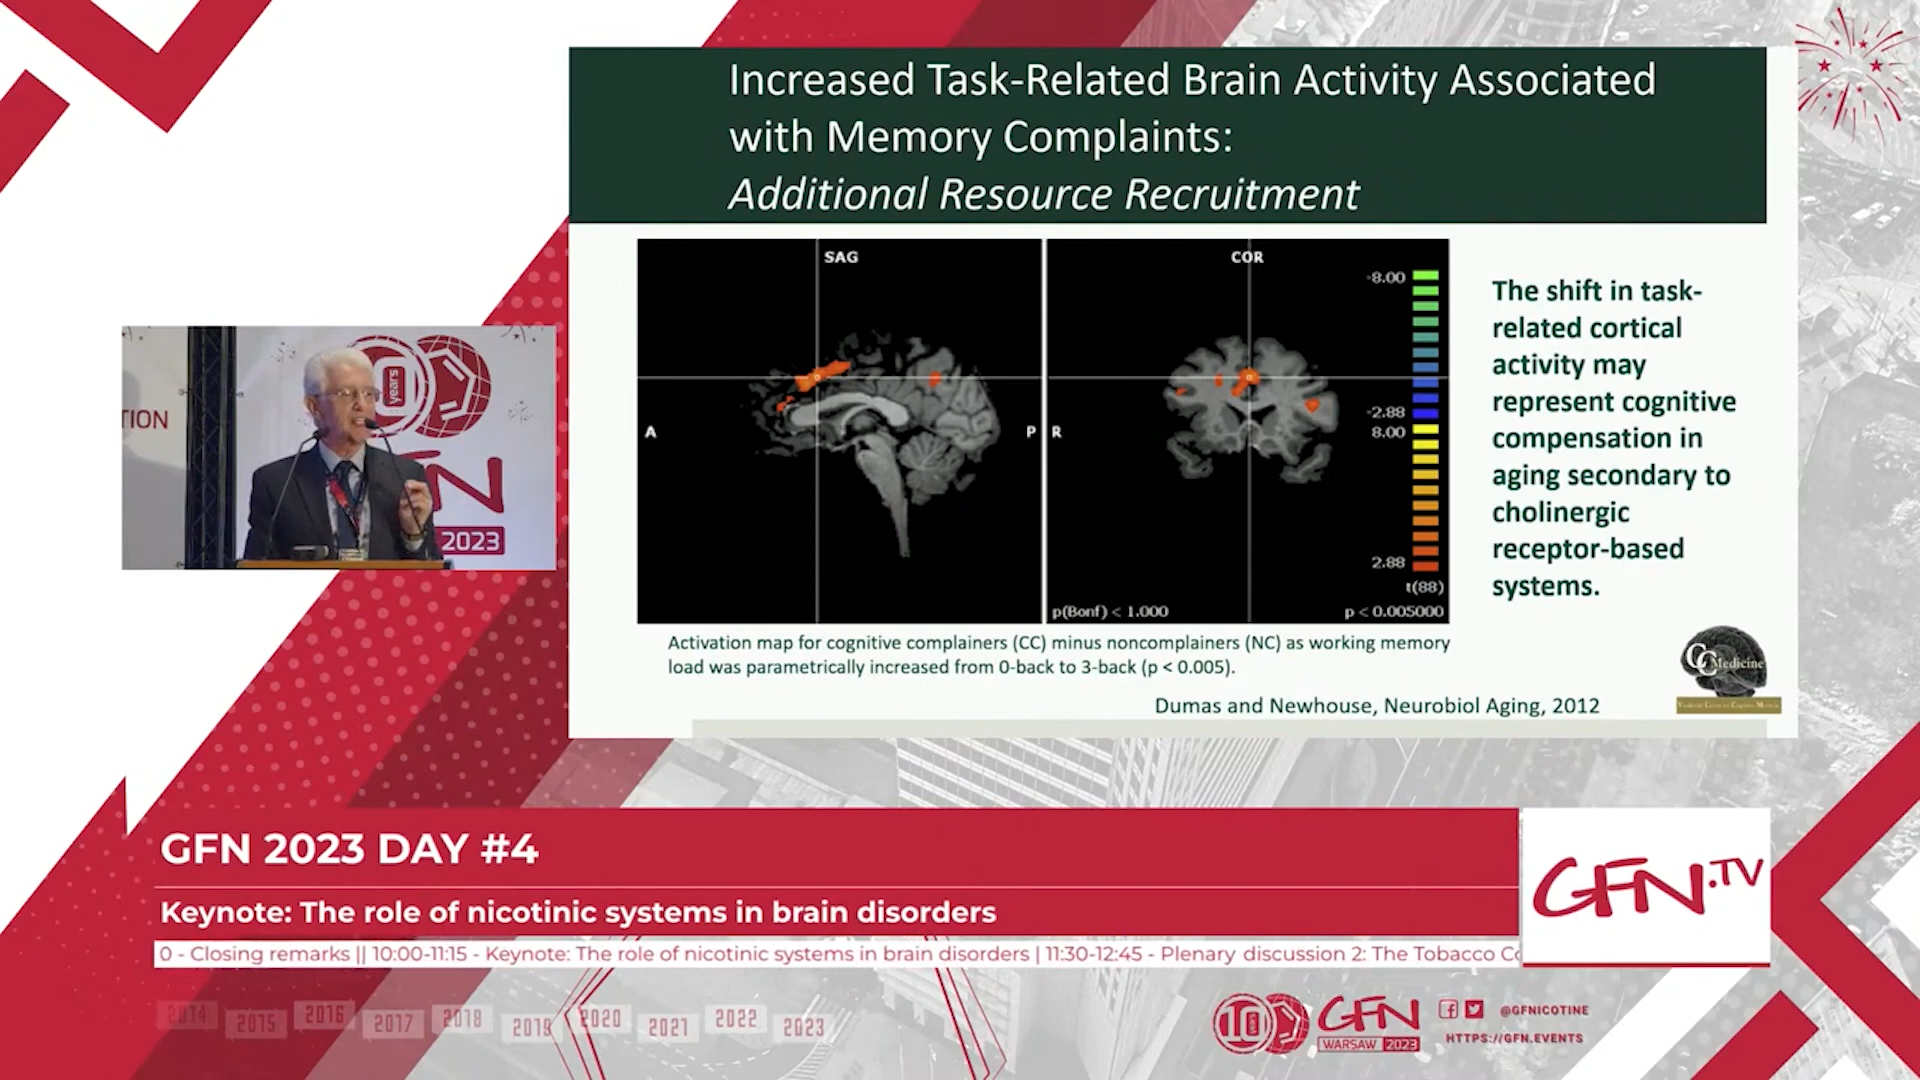 Increased Task-Related Brain Activity Associated
with Memory Complaints:
Additional Resource Recruitment
SAG
COR
-8.00
-2.88
8.00
2.88
t(88)
A
P
R
p(Bonf) < 1.000
p < 0.005000
The shift in task-
related cortical
activity may
represent cognitive
compensation in
aging secondary to
cholinergic
receptor-based
systems.
Activation map for cognitive complainers (CC) minus noncomplainers (NC) as working memory
load was parametrically increased from 0-back to 3-back (p < 0.005).
Dumas and Newhouse, Neurobiol Aging, 2012
CC Medicine
TION
years
2023
GFN 2023 DAY #4
Keynote: The role of nicotinic systems in brain disorders
0 - Closing remarks || 10:00-11:15 - Keynote: The role of nicotinic systems in brain disorders | 11:30-12:45 - Plenary discussion 2: The Tobacco
GFN.TV
2014 2015 2016 2017 2018 2019 2020 2021 2022 2023
10 years
GFN
WARSAW 2023
@GFNICOTINE
HTTPS://GFN.EVENTS